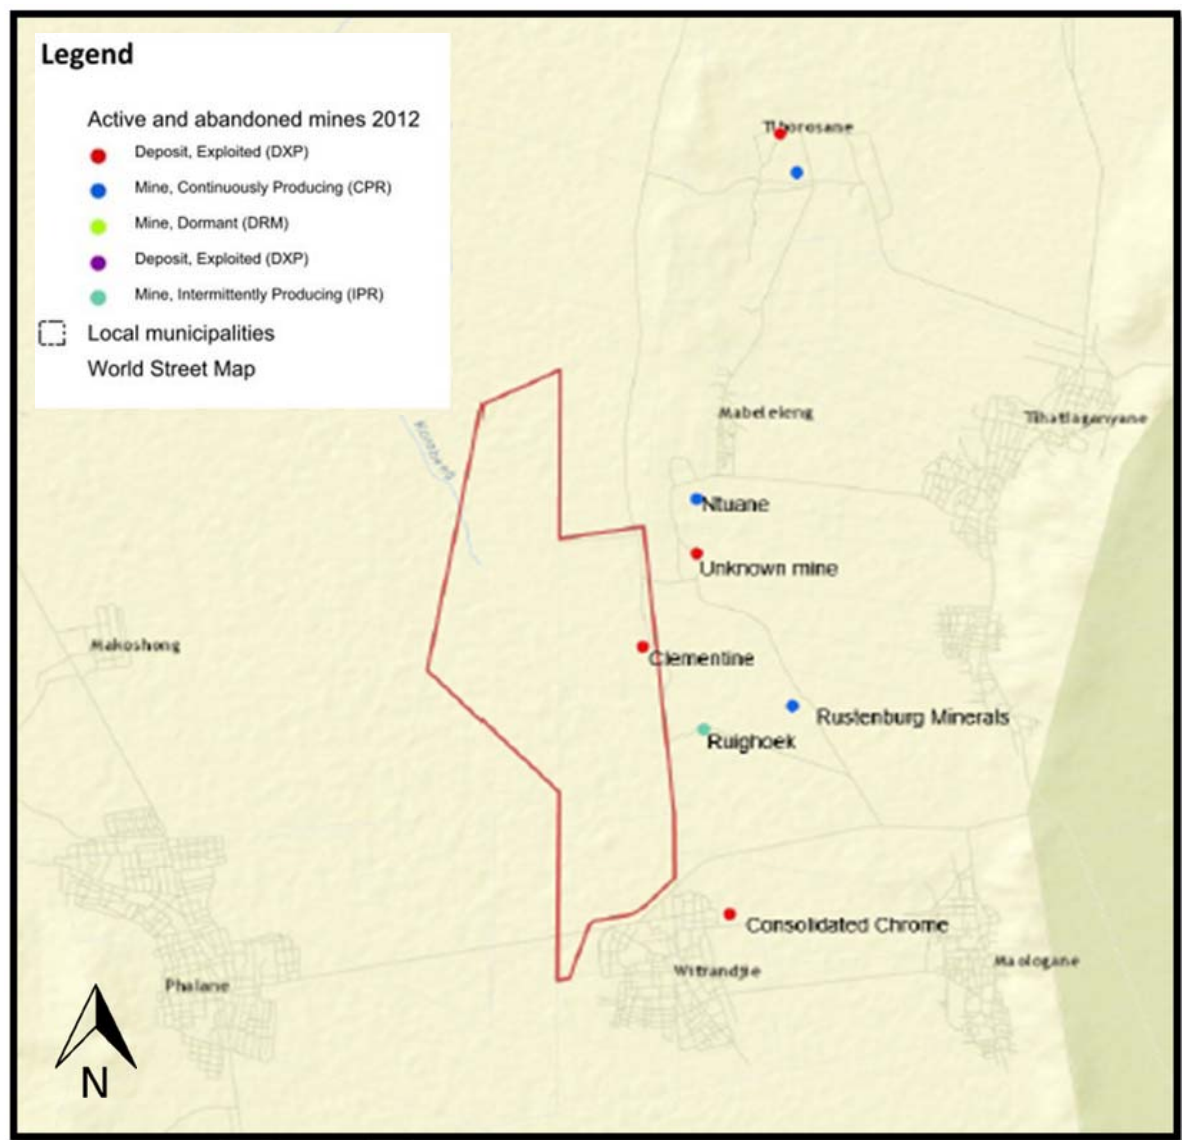 Legend
Active and abandoned mines 2012
Deposit, Exploited (DXP)
Mine, Continuously Producing (CPR)
Mine, Dormant (DRM)
Deposit, Exploited (DXP)
Mine, Intermittently Producing (IPR)
Local municipalities
World Street Map
Mabeleleng
Tlhatlaganyane
Ntuane
Unknown mine
Makoshong
Clementine
Rustenburg Minerals
Ruighoek
Consolidated Chrome
Witrandjie
Maologane
Phalane
N